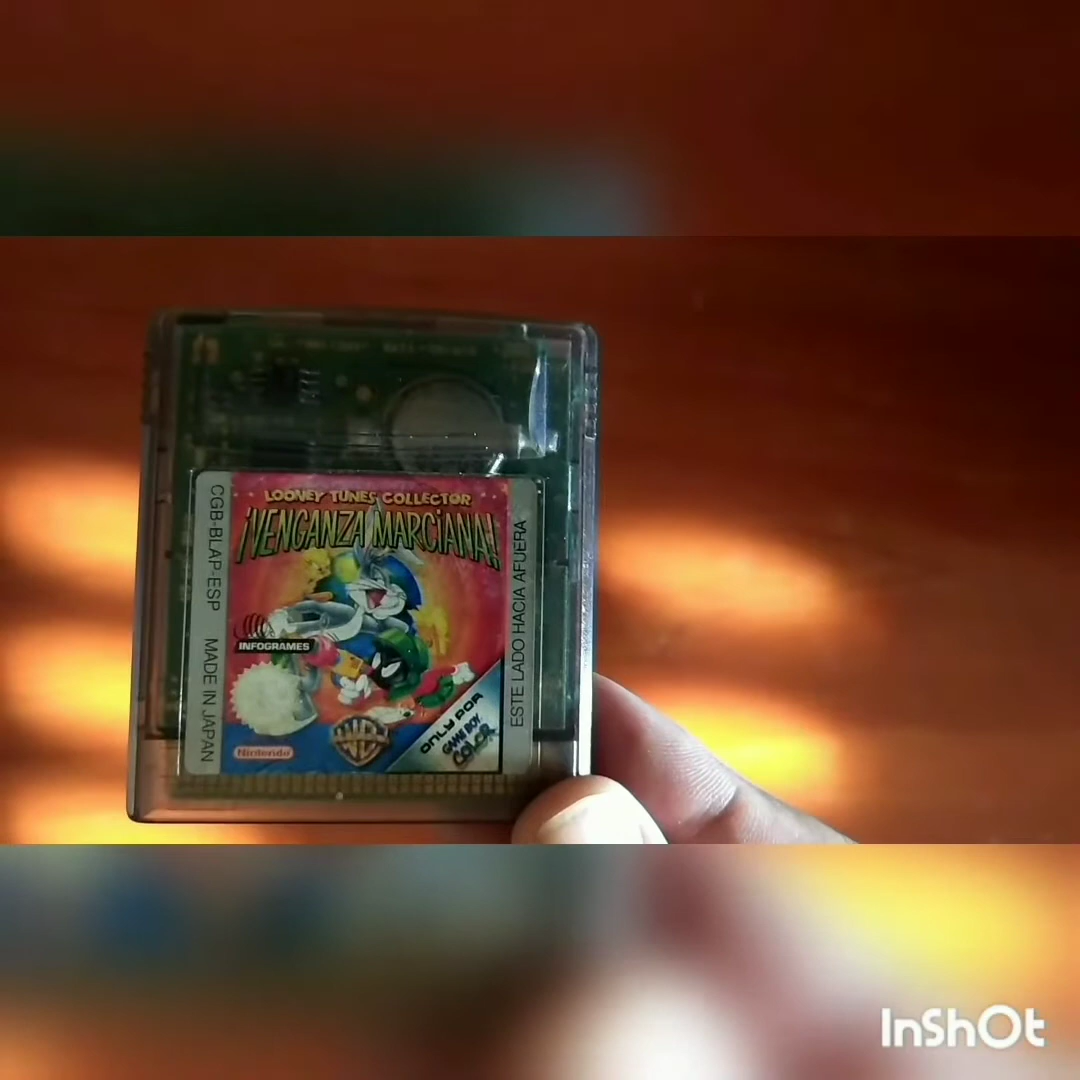 LOONEY TUNES COLLECTOR
¡VENGANZA MARCIANA!
CGB-BLAP-ESP MADE IN JAPAN
ESTE LADO HACIA AFUERA
INFOGRAMES
Nintendo
ONLY FOR
GAME BOY
COLOR
InShOt